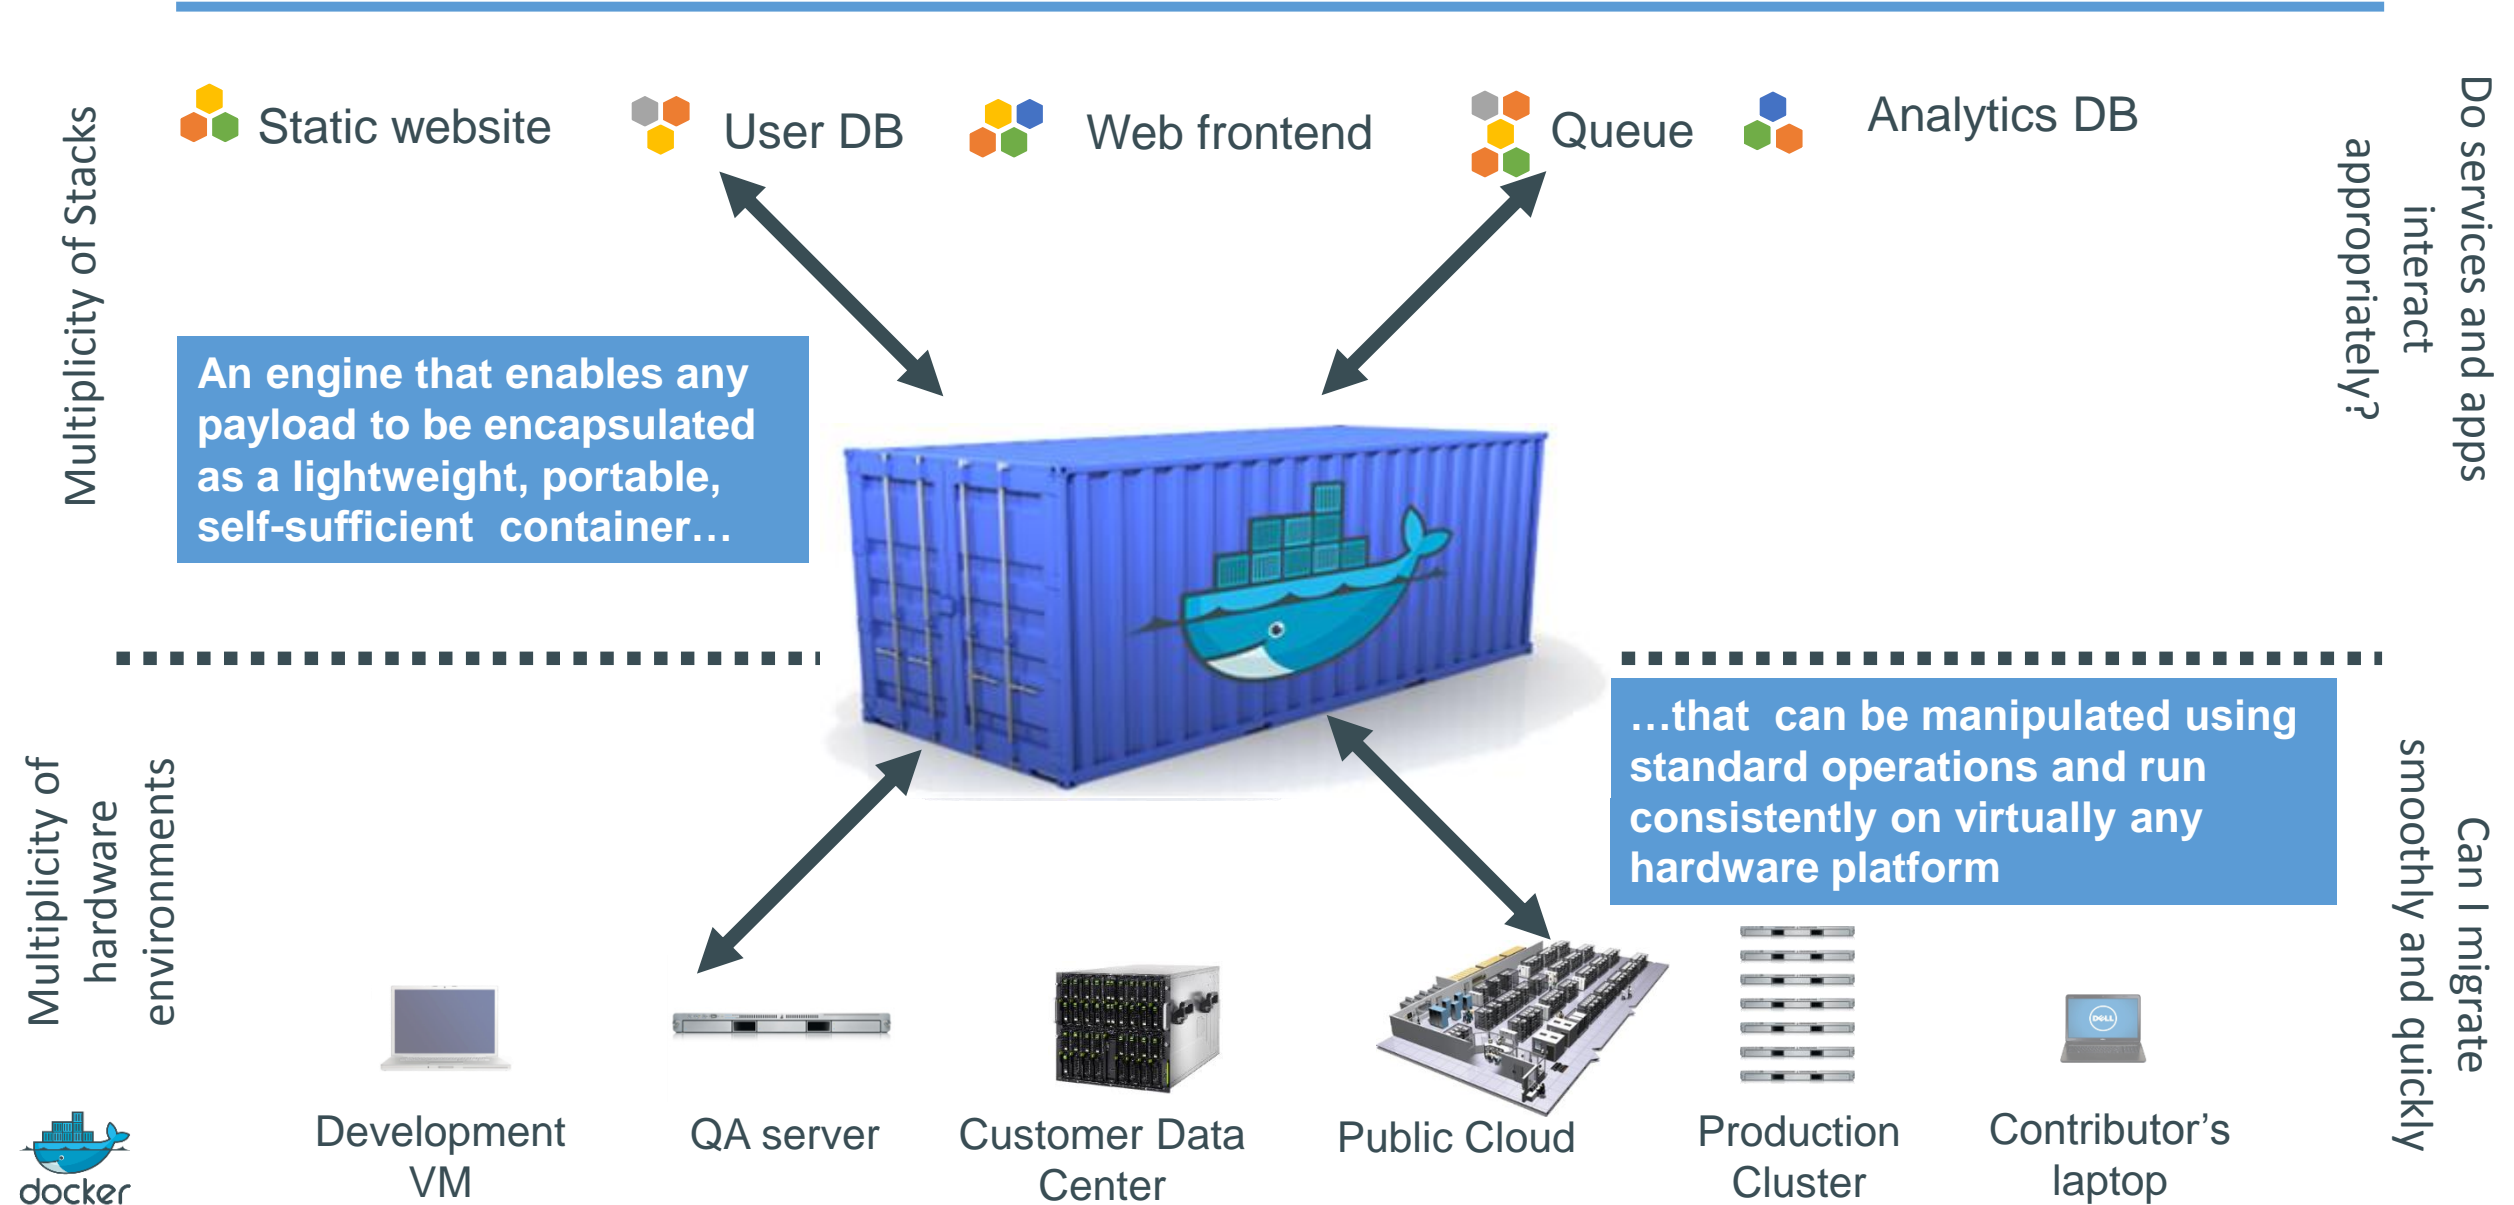 Multiplicity of Stacks
Static website
User DB
Web frontend
Queue
Analytics DB
Do services and apps
interact
appropriately?
An engine that enables any
payload to be encapsulated
as a lightweight, portable,
self-sufficient container…
…that can be manipulated using
standard operations and run
consistently on virtually any
hardware platform
Multiplicity of
hardware
environments
Can I migrate
smoothly and quickly
DELL
Development
VM
QA server
Customer Data
Center
Public Cloud
Production
Cluster
Contributor’s
laptop
docker